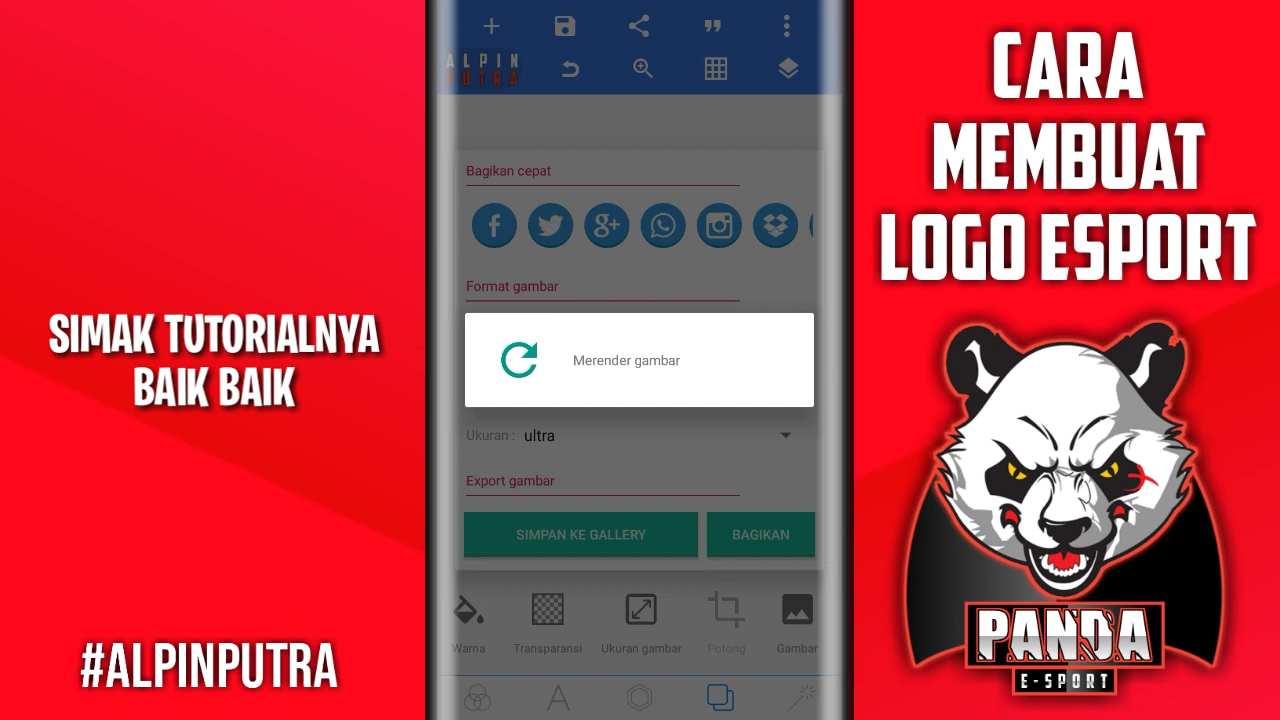 SIMAK TUTORIALNYA
BAIK BAIK
#ALPINPUTRA
ALPIN
PUTRA
Bagikan cepat
Format gambar
Merender gambar
Ukuran : ultra
Export gambar
SIMPAN KE GALLERY
BAGIKAN
Warna
Transparansi
Ukuran gambar
Potong
Gambar
CARA
MEMBUAT
LOGO ESPORT
PANDA
E-SPORT